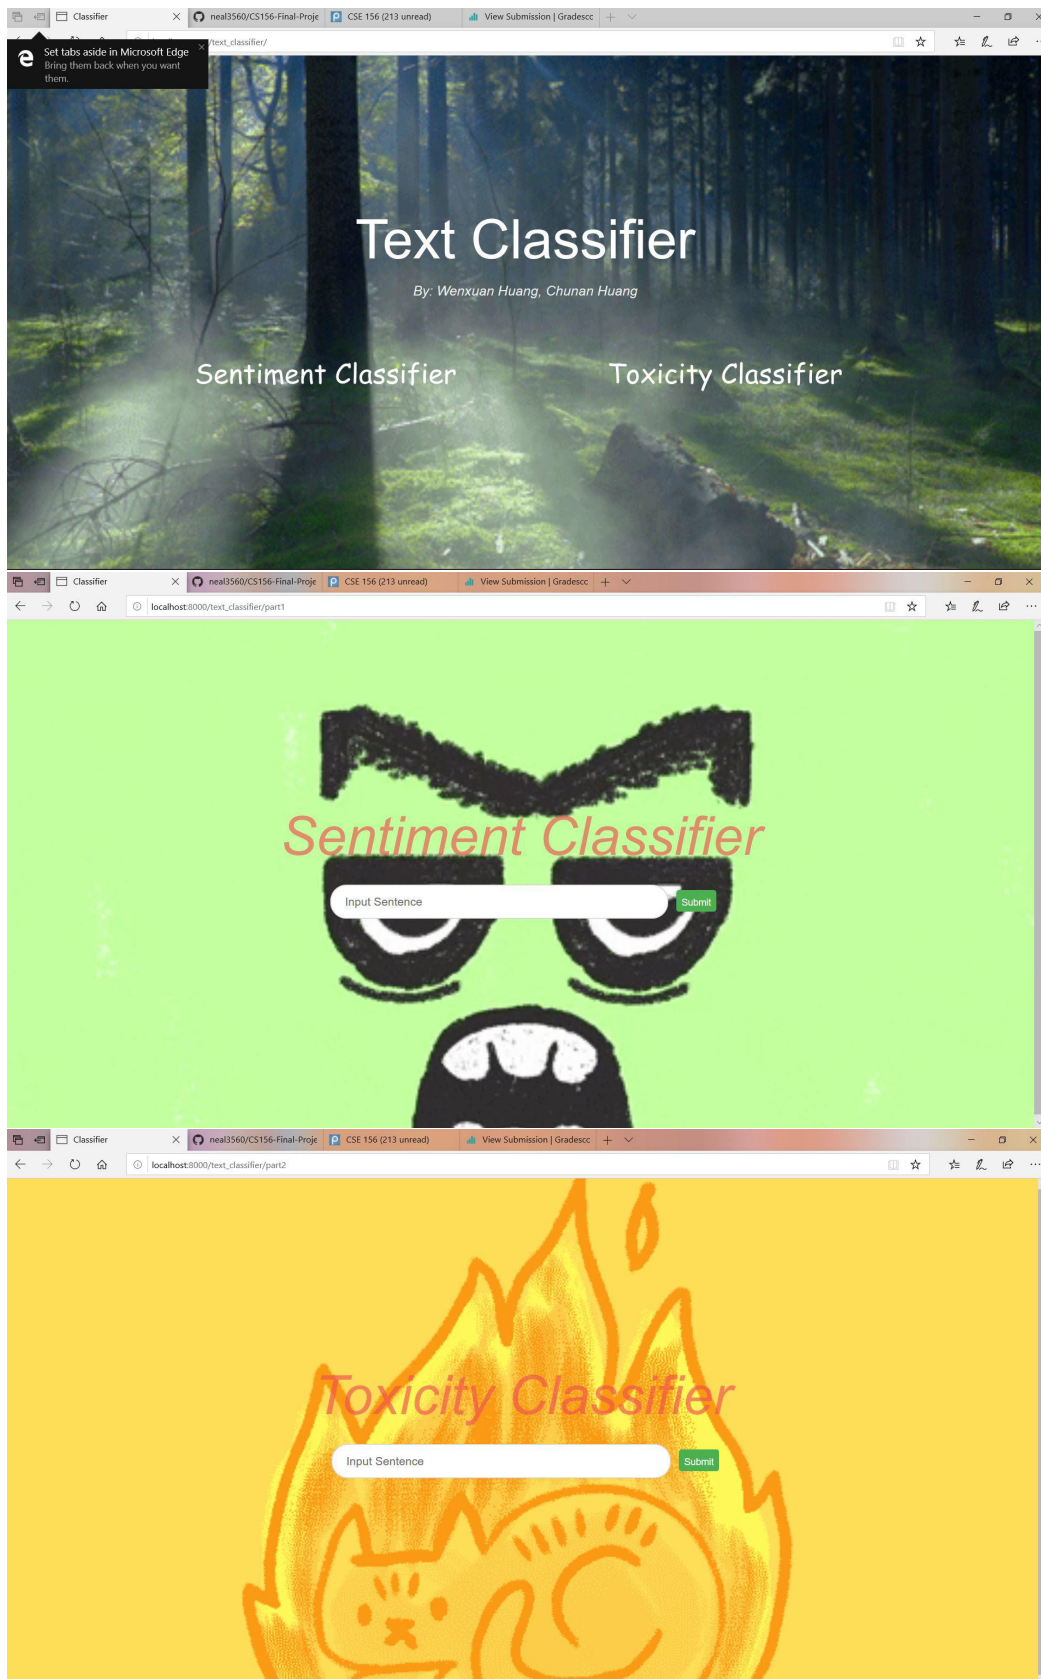 Classifier
neal3560/CS156-Final-Proje
CSE 156 (213 unread)
View Submission | Gradescc
Set tabs aside in Microsoft Edge
Bring them back when you want
them.
/text_classifier/
Text Classifier
By: Wenxuan Huang, Chunan Huang
Sentiment Classifier
Toxicity Classifier
Classifier
neal3560/CS156-Final-Proje
CSE 156 (213 unread)
View Submission | Gradescc
localhost:8000/text_classifier/part1
Sentiment Classifier
Input Sentence
Submit
Classifier
neal3560/CS156-Final-Proje
CSE 156 (213 unread)
View Submission | Gradescc
localhost:8000/text_classifier/part2
Toxicity Classifier
Input Sentence
Submit